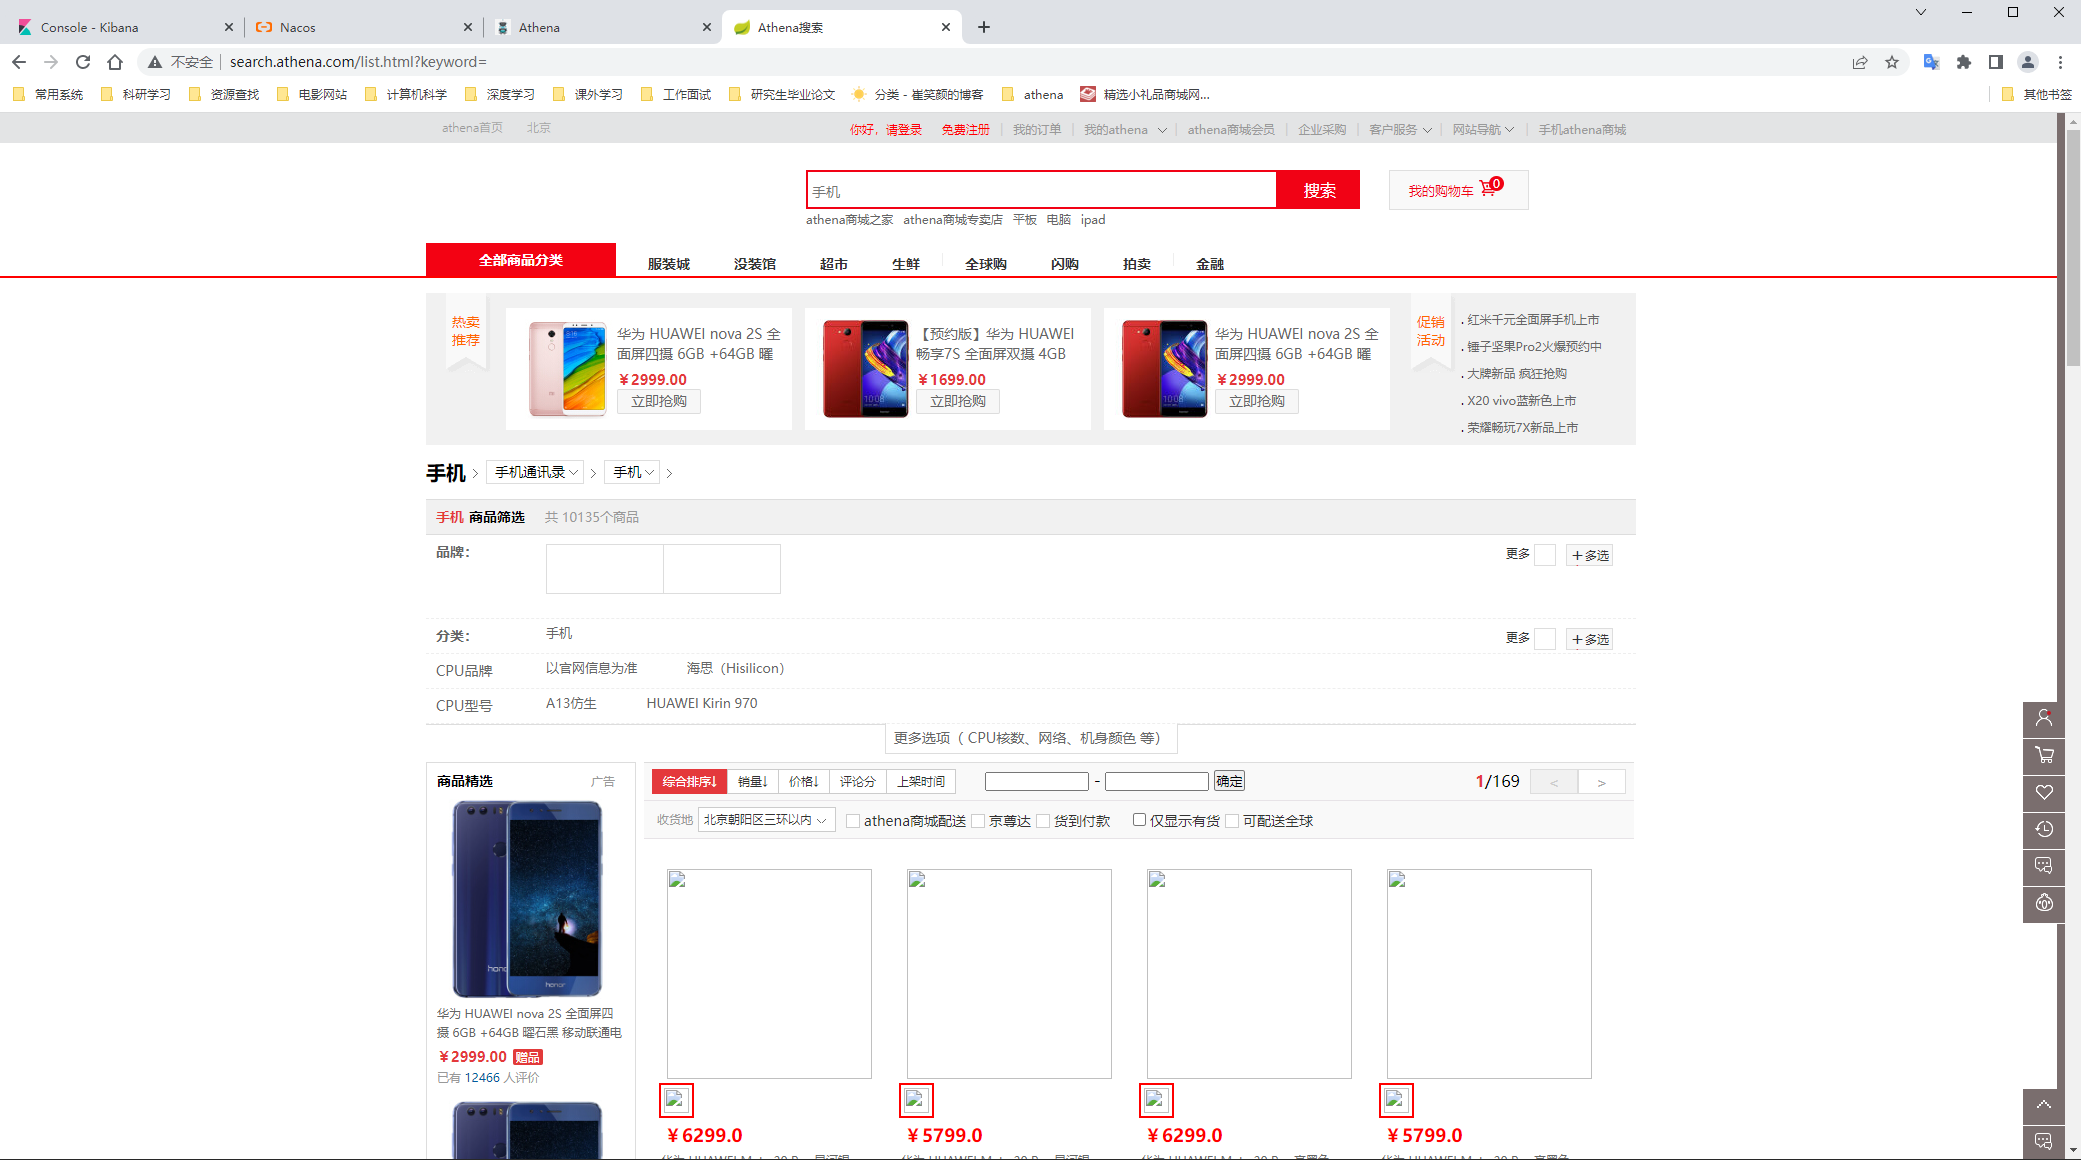 Console - Kibana
Nacos
Athena
Athena搜索
不安全
search.athena.com/list.html?keyword=
常用系统 科研学习 资源查找 电影网站 计算机科学 深度学习 课外学习 工作面试 研究生毕业论文 分类 - 崔笑颜的博客 athena 精选小礼品商城网... 其他书签
athena首页 北京 你好，请登录 免费注册 我的订单 我的athena athena商城会员 企业采购 客户服务 网站导航 手机athena商城
手机 搜索 我的购物车 0
athena商城之家 athena商城专卖店 平板 电脑 ipad
全部商品分类 服装城 没装馆 超市 生鲜 全球购 闪购 拍卖 金融
热卖
推荐
华为 HUAWEI nova 2S 全
面屏四摄 6GB +64GB 曜
￥2999.00
立即抢购
【预约版】华为 HUAWEI
畅享7S 全面屏双摄 4GB
￥1699.00
立即抢购
华为 HUAWEI nova 2S 全
面屏四摄 6GB +64GB 曜
￥2999.00
立即抢购
促销
活动
. 红米千元全面屏手机上市
. 锤子坚果Pro2火爆预约中
. 大牌新品 疯狂抢购
. X20 vivo蓝新色上市
. 荣耀畅玩7X新品上市
手机 > 手机通讯录 > 手机 >
手机 商品筛选 共 10135个商品
品牌： 更多 +多选
分类： 手机 更多 +多选
CPU品牌 以官网信息为准 海思（Hisilicon）
CPU型号 A13仿生 HUAWEI Kirin 970
更多选项（ CPU核数、网络、机身颜色 等）
商品精选 广告
honor
honor
华为 HUAWEI nova 2S 全面屏四
摄 6GB +64GB 曜石黑 移动联通电
￥2999.00 赠品
已有 12466 人评价
综合排序↓ 销量↓ 价格↓ 评论分 上架时间 - 确定 1/169 < >
收货地 北京朝阳区三环以内 athena商城配送 京尊达 货到付款 仅显示有货 可配送全球
￥6299.0 ￥5799.0 ￥6299.0 ￥5799.0